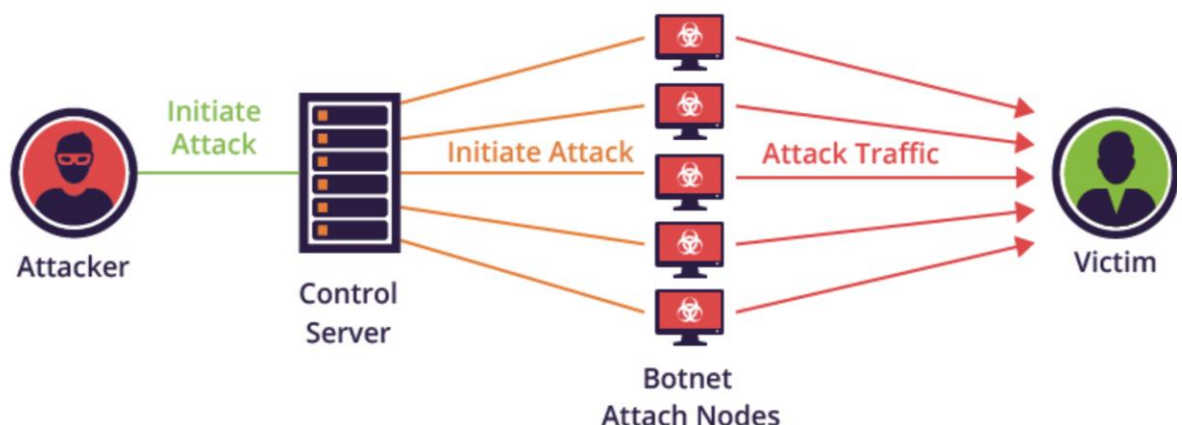 Initiate
Attack
Initiate Attack
Attack Traffic
Attacker
Control
Server
Botnet
Attach Nodes
Victim